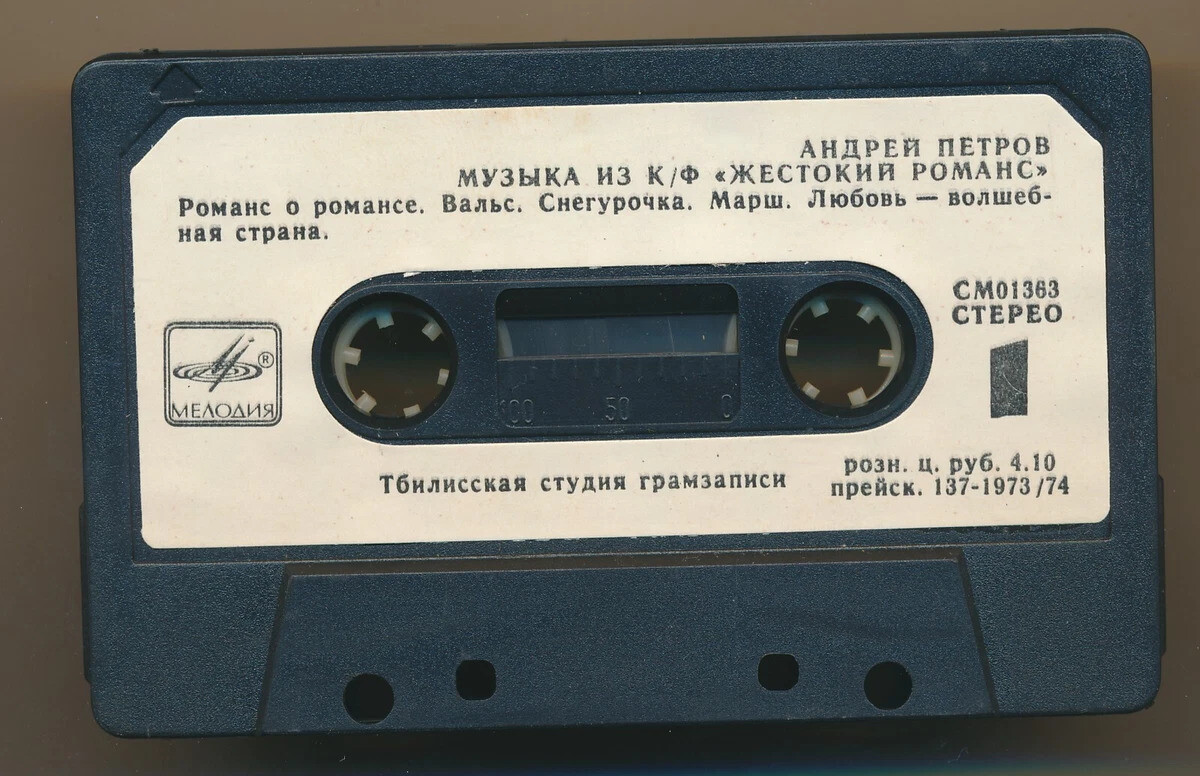 АНДРЕЙ ПЕТРОВ
МУЗЫКА ИЗ К/Ф «ЖЕСТОКИЙ РОМАНС»
Романс о романсе. Вальс. Снегурочка. Марш. Любовь — волшеб-
ная страна.
СМ01363
СТЕРЕО
1
® МЕЛОДИЯ
100 50 0
Тбилисская студия грамзаписи
розн. ц. руб. 4.10
прейск. 137-1973/74